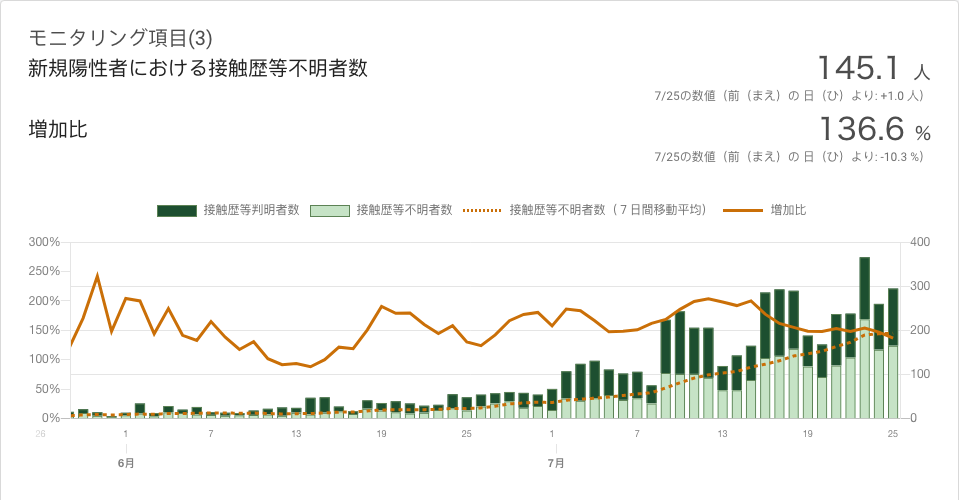 モニタリング項目(3)
新規陽性者における接触歴等不明者数
145.1 人
7/25の数値（前（まえ）の 日（ひ）より: +1.0 人）
増加比
136.6 %
7/25の数値（前（まえ）の 日（ひ）より: -10.3 %）
接触歴等判明者数 接触歴等不明者数 接触歴等不明者数（７日間移動平均） 増加比
300% 400
250%
200% 300
150% 200
100% 100
50%
0% 0
26 1 7 13 19 25 1 7 13 19 25
6月 7月